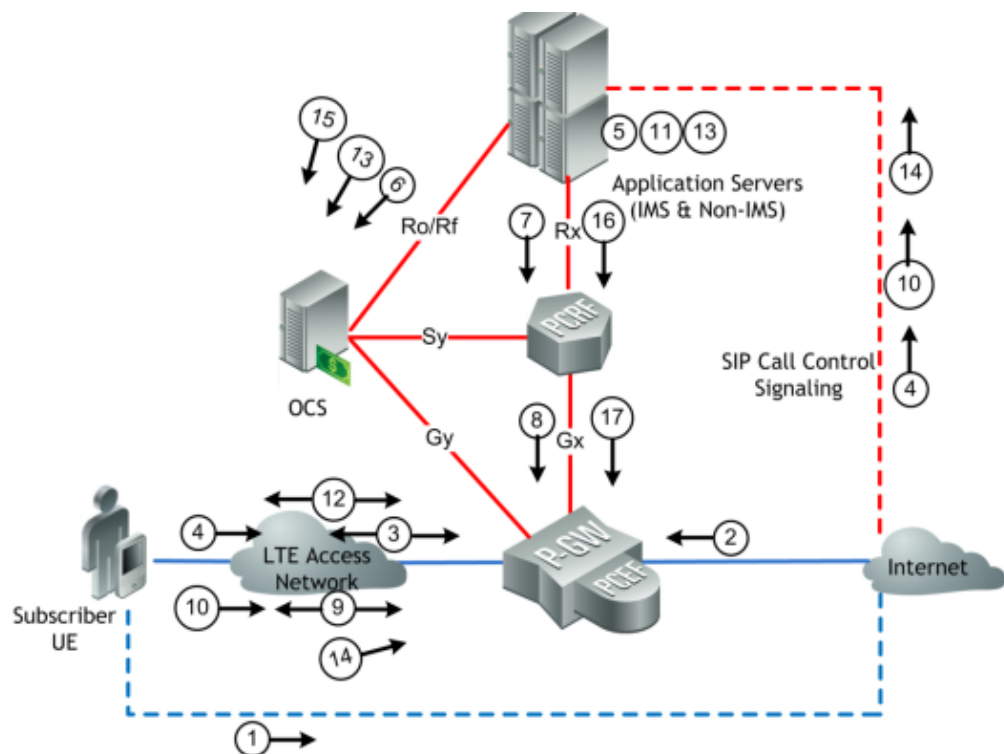 15
13
6
5
11
13
14
Application Servers
(IMS & Non-IMS)
Ro/Rf
7
Rx
16
10
PCRF
Sy
SIP Call Control
Signaling
4
OCS
$
8
17
Gy
Gx
12
4
3
2
P-GW
LTE Access
Network
PCEF
Internet
10
9
Subscriber
UE
14
1